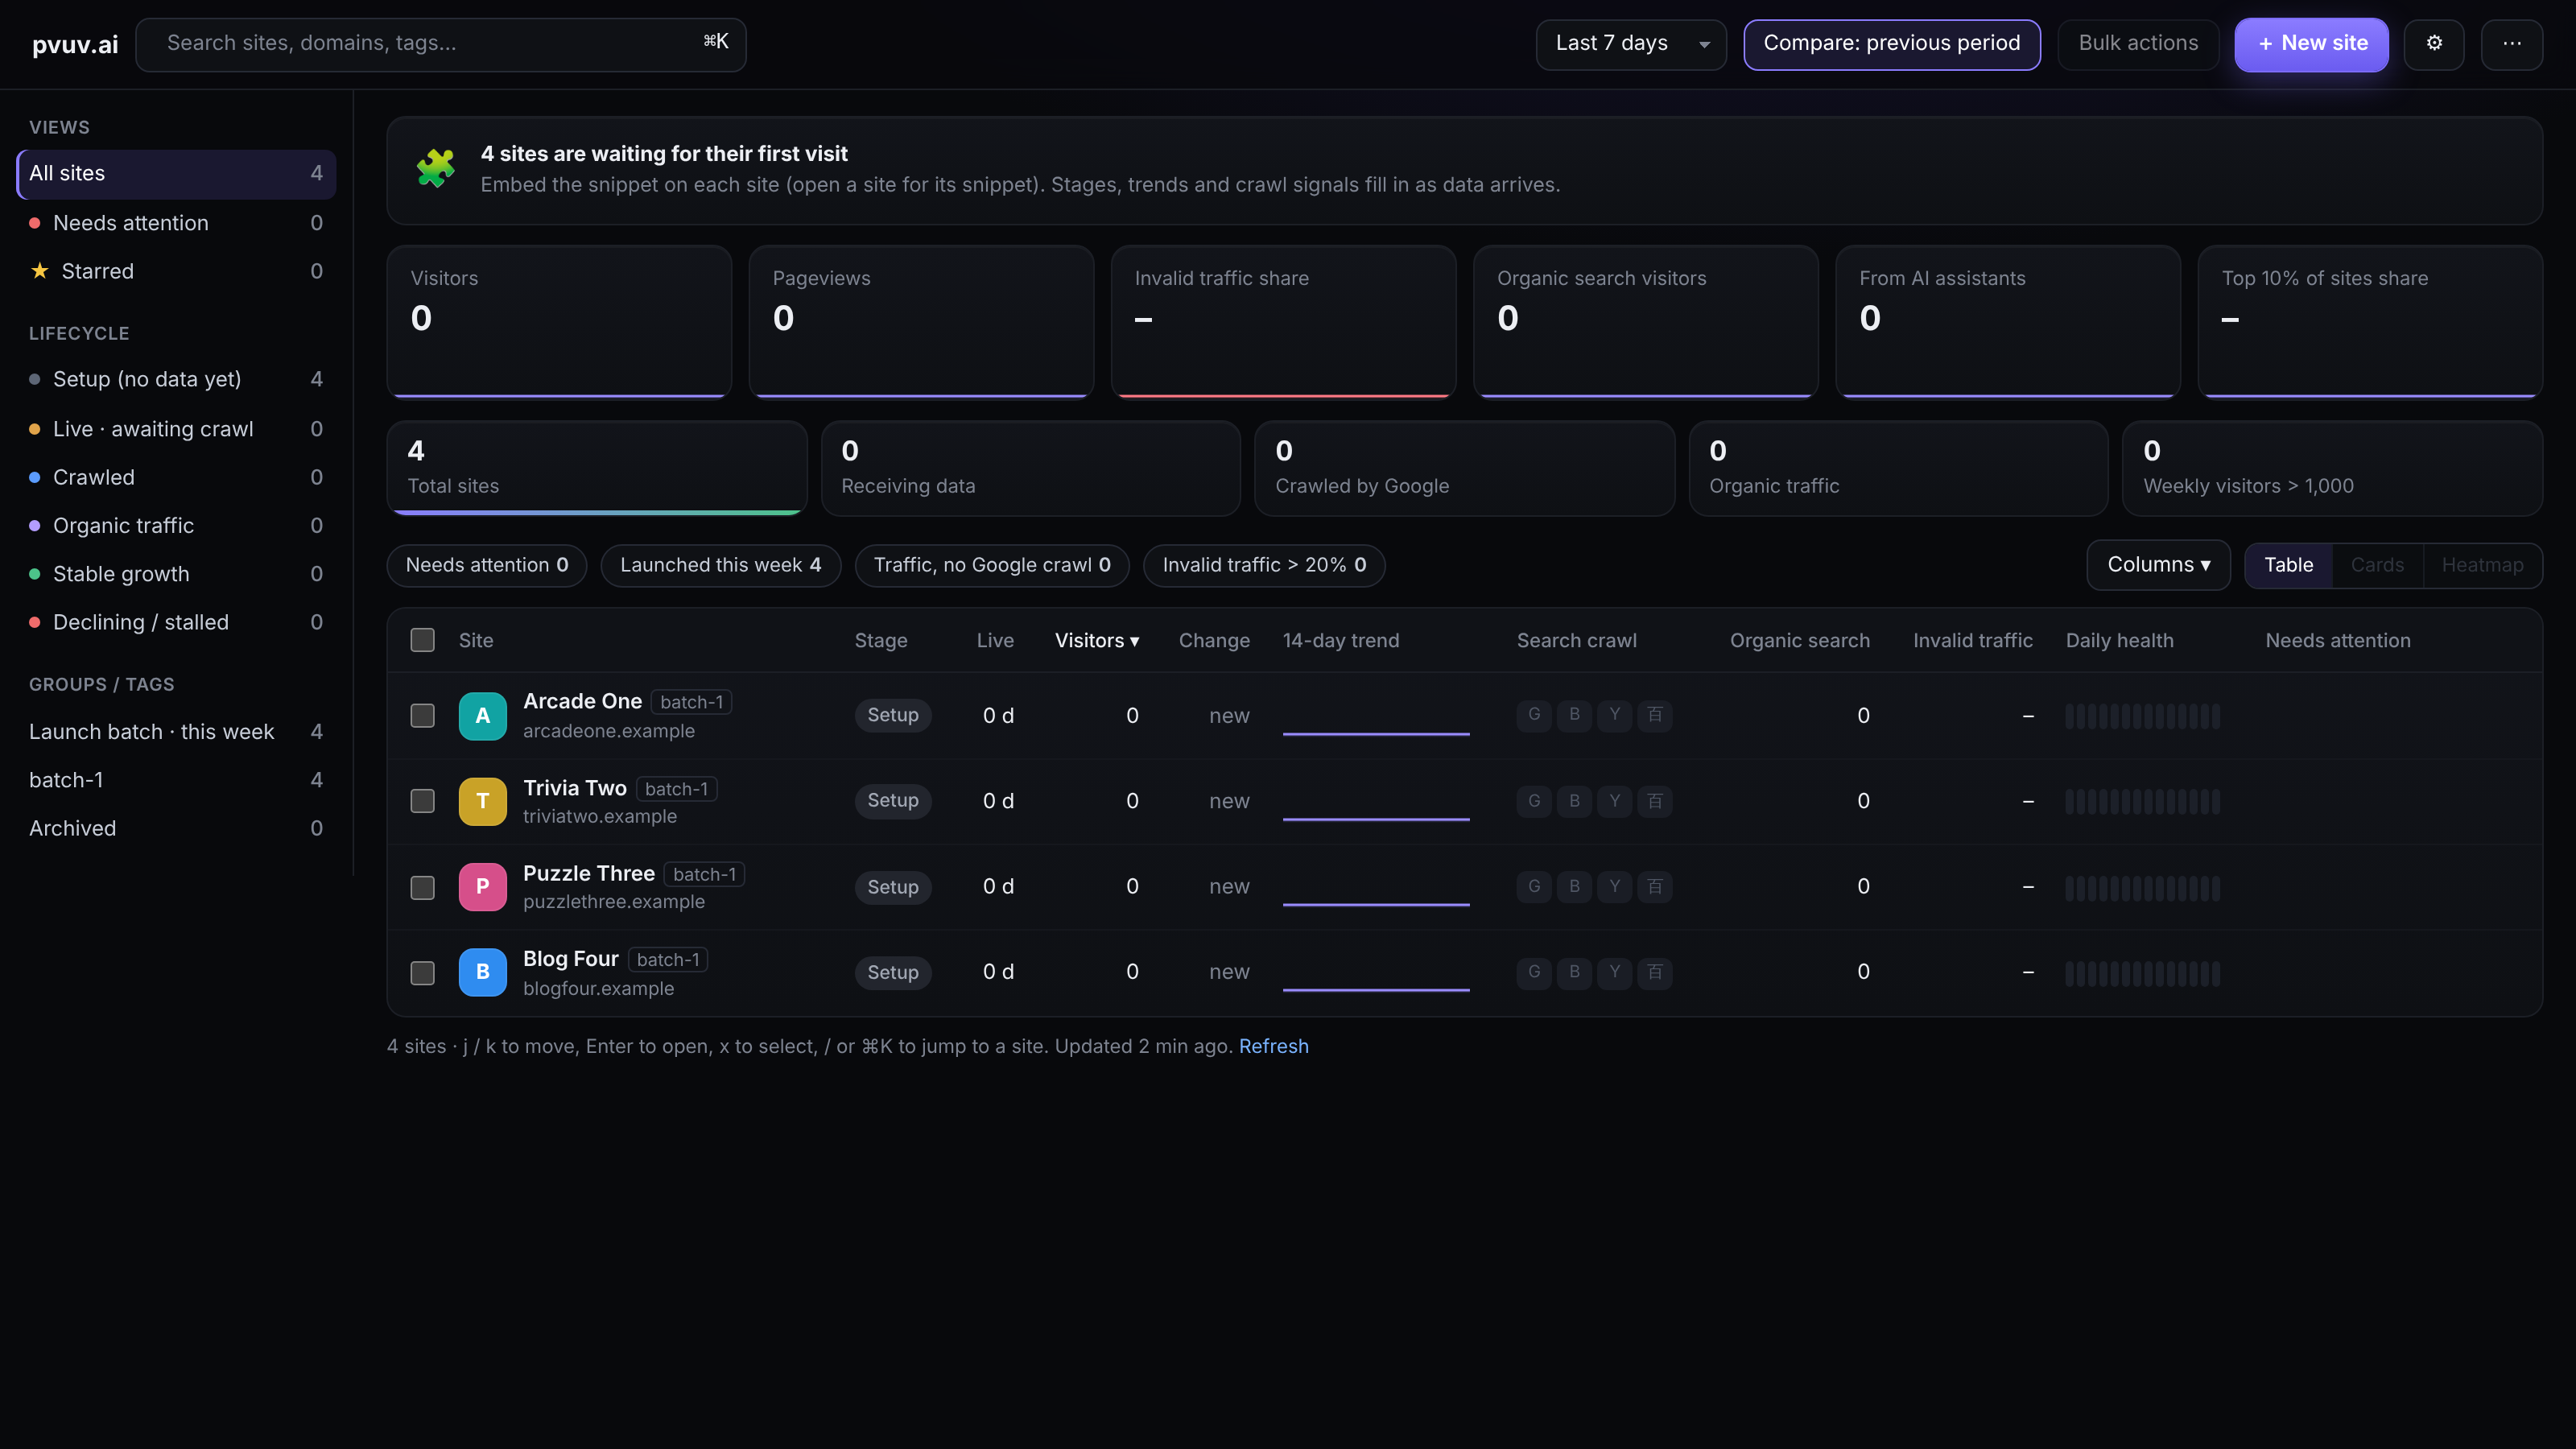 pvuv.ai
Search sites, domains, tags... ⌘K
Last 7 days
Compare: previous period
Bulk actions
+ New site
⋯
VIEWS
All sites 4
Needs attention 0
★ Starred 0
LIFECYCLE
Setup (no data yet) 4
Live · awaiting crawl 0
Crawled 0
Organic traffic 0
Stable growth 0
Declining / stalled 0
GROUPS / TAGS
Launch batch · this week 4
batch-1 4
Archived 0
4 sites are waiting for their first visit
Embed the snippet on each site (open a site for its snippet). Stages, trends and crawl signals fill in as data arrives.
Visitors
0
Pageviews
0
Invalid traffic share
–
Organic search visitors
0
From AI assistants
0
Top 10% of sites share
–
4
Total sites
0
Receiving data
0
Crawled by Google
0
Organic traffic
0
Weekly visitors > 1,000
Needs attention 0
Launched this week 4
Traffic, no Google crawl 0
Invalid traffic > 20% 0
Columns ▾
Table Cards Heatmap
Site Stage Live Visitors ▾ Change 14-day trend Search crawl Organic search Invalid traffic Daily health Needs attention
A Arcade One batch-1 Setup 0 d 0 new G B Y 百 0 –
arcadeone.example
T Trivia Two batch-1 Setup 0 d 0 new G B Y 百 0 –
triviatwo.example
P Puzzle Three batch-1 Setup 0 d 0 new G B Y 百 0 –
puzzlethree.example
B Blog Four batch-1 Setup 0 d 0 new G B Y 百 0 –
blogfour.example
4 sites · j / k to move, Enter to open, x to select, / or ⌘K to jump to a site. Updated 2 min ago. Refresh